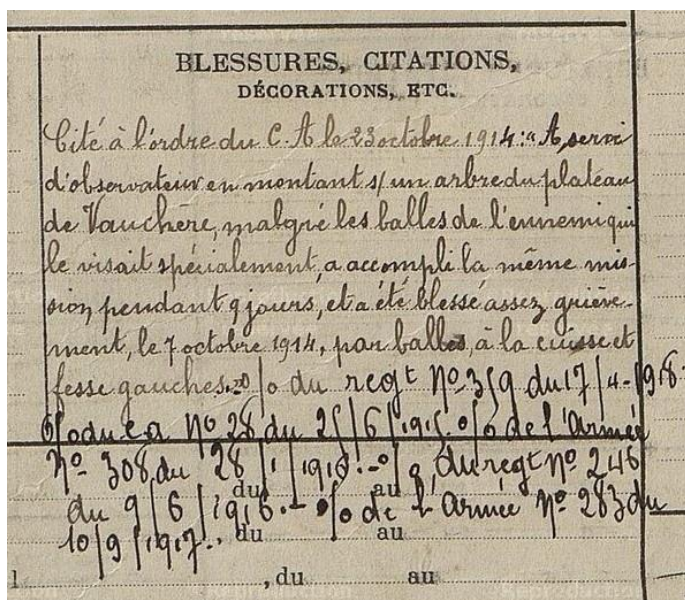 BLESSURES, CITATIONS,
DÉCORATIONS, ETC.
Cité à l'ordre du C.A le 23 octobre 1914: "A servi
d'observateur en montant s/ un arbre du plateau
de Vauchere, malgré les balles de l'ennemi qui
le visait spécialement, a accompli la même mis-
sion pendant 9 jours, et a été blessé assez griève-
ment, le 7 octobre 1914, par balles, à la cuisse et
fesse gauches. - o/o du regt No 359 du 17/4-1918.
o/o du C.A No 28 du 25/6/1915. o/o de l'Armée
No 308 du 28/1/1916. - o/o du regt No 246
du au
du 9/6/1916. - o/o de l'Armée No 283 du
10/9/1917.
du au
, du au